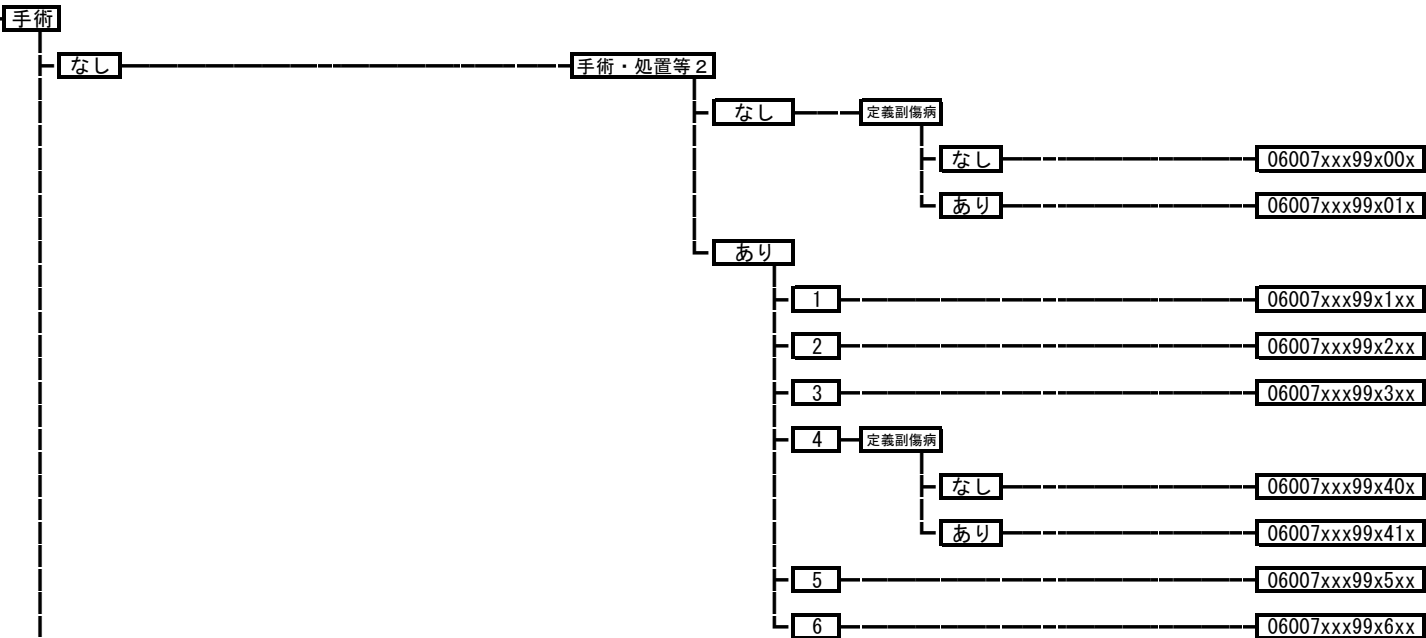 手術
なし 手術・処置等２
なし 定義副傷病
なし 06007xxx99x00x
あり 06007xxx99x01x
あり
1 06007xxx99x1xx
2 06007xxx99x2xx
3 06007xxx99x3xx
4 定義副傷病
なし 06007xxx99x40x
あり 06007xxx99x41x
5 06007xxx99x5xx
6 06007xxx99x6xx